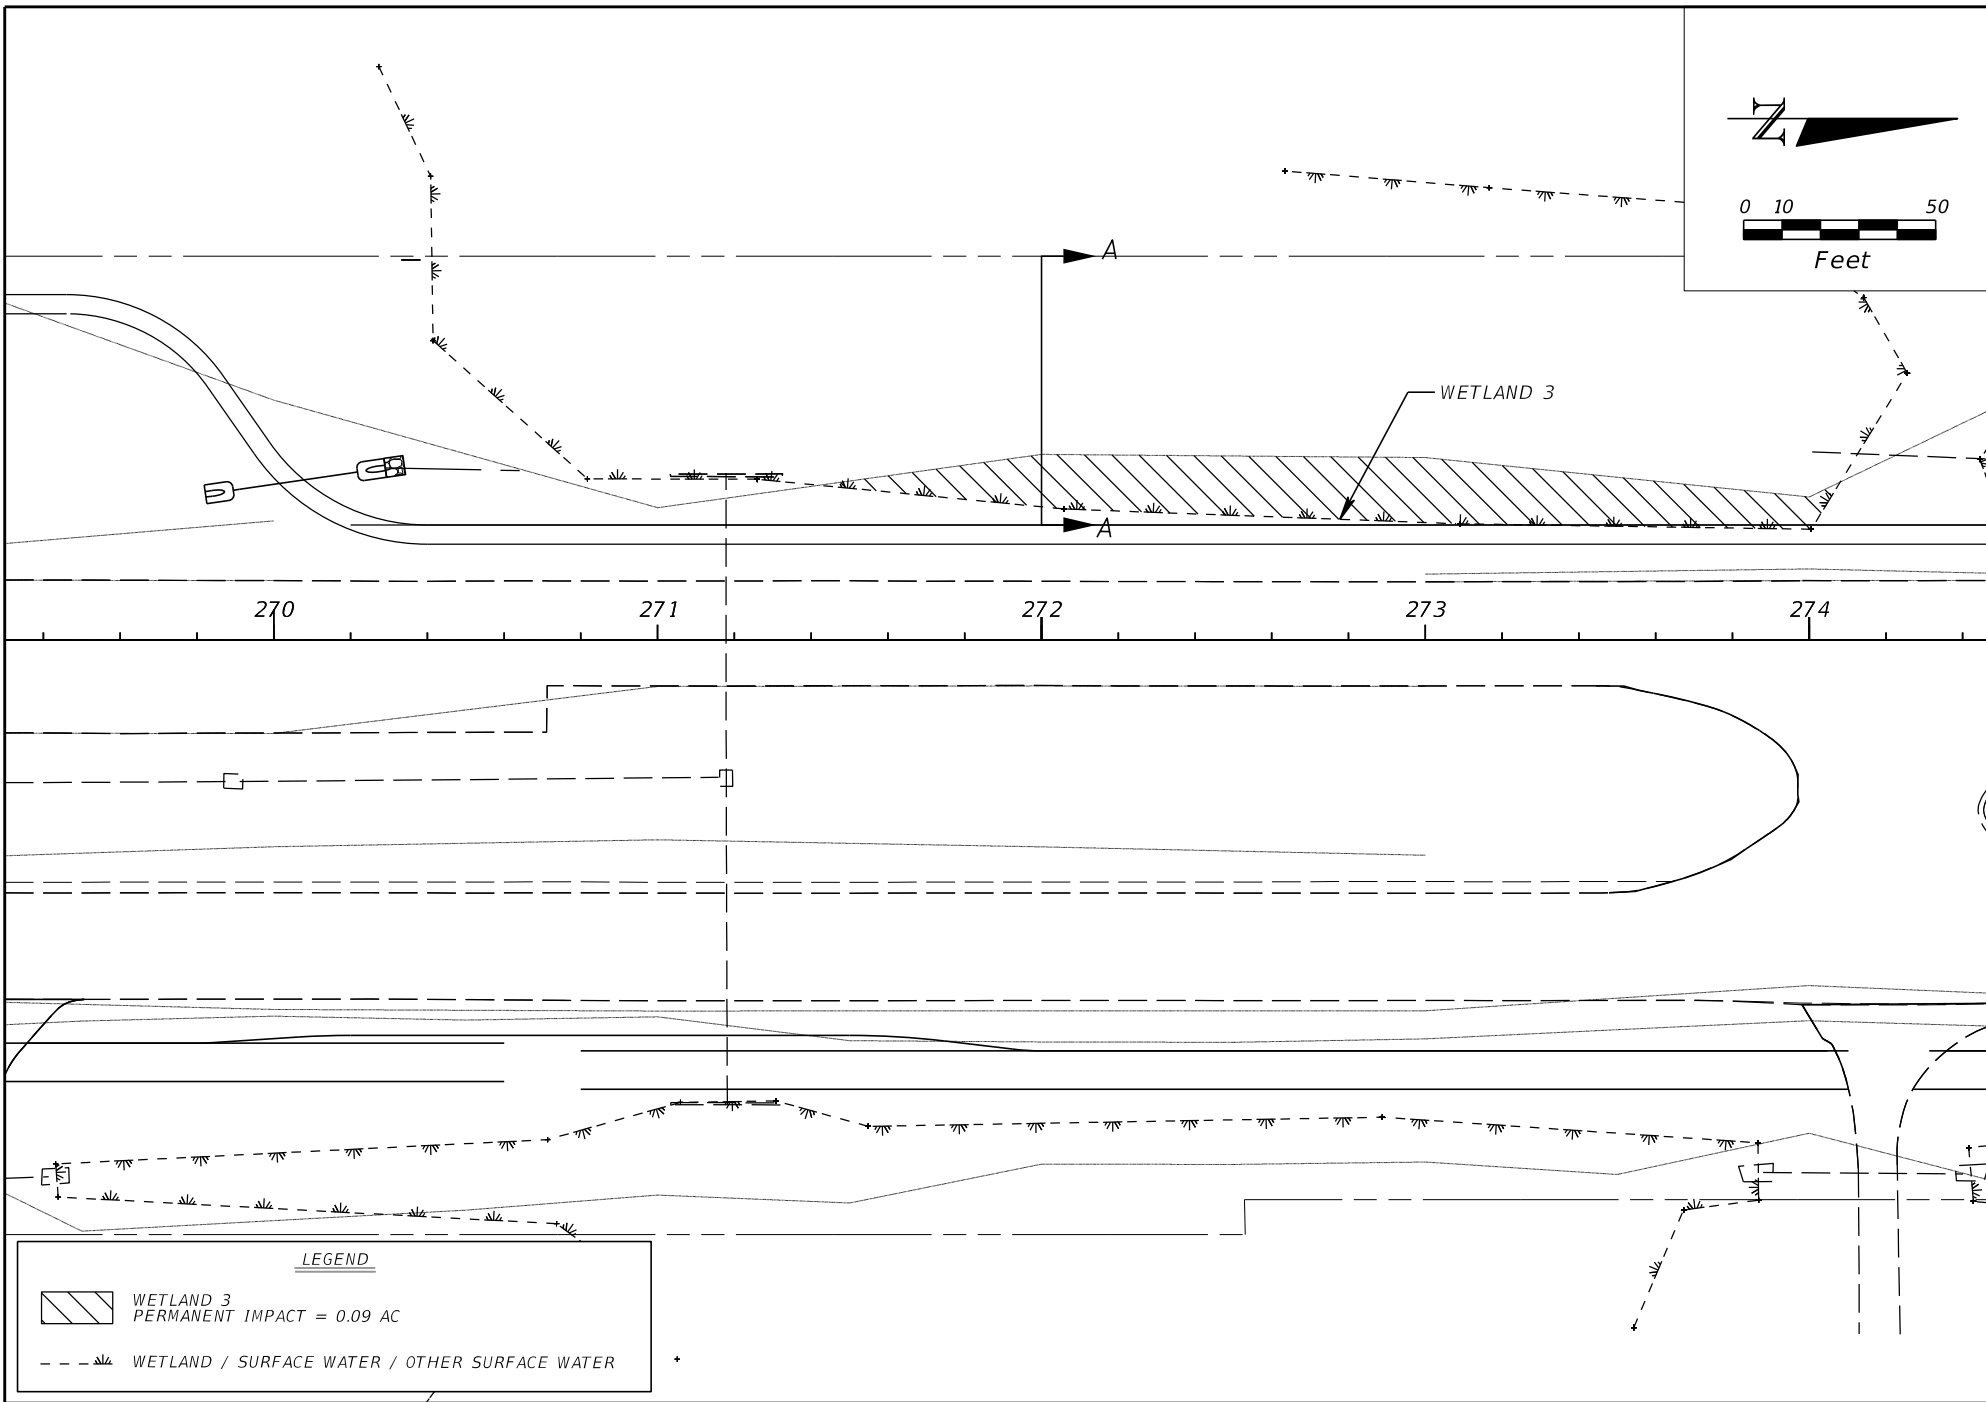 N
0 10 50
Feet
A
WETLAND 3
A
270 271 272 273 274
LEGEND
WETLAND 3
PERMANENT IMPACT = 0.09 AC
WETLAND / SURFACE WATER / OTHER SURFACE WATER